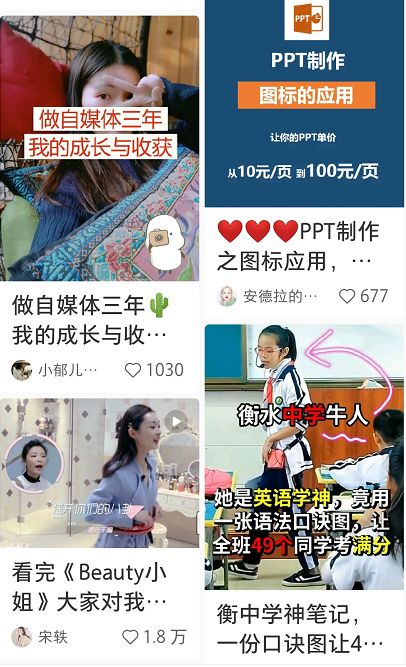 做自媒体三年
我的成长与收获
做自媒体三年🌵
我的成长与收…
小郁儿…
1030
看完《Beauty小
姐》大家对我…
宋轶
1.8 万
PPT
PPT制作
图标的应用
让你的PPT单价
从10元/页 到 100元/页
❤️❤️❤️PPT制作
之图标应用，…
安德拉的…
677
衡水中学牛人
她是英语学神，竟用
一张语法口诀图，让
全班49个同学考满分
衡中学神笔记，
一份口诀图让4…